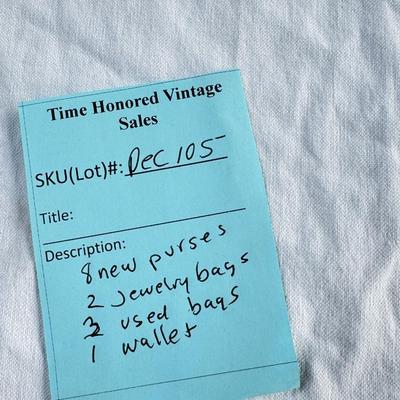 Time Honored Vintage
Sales
SKU(Lot)#: Dec 105
Title:
Description:
8 new purses
2 jewelry bags
3 used bags
1 wallet